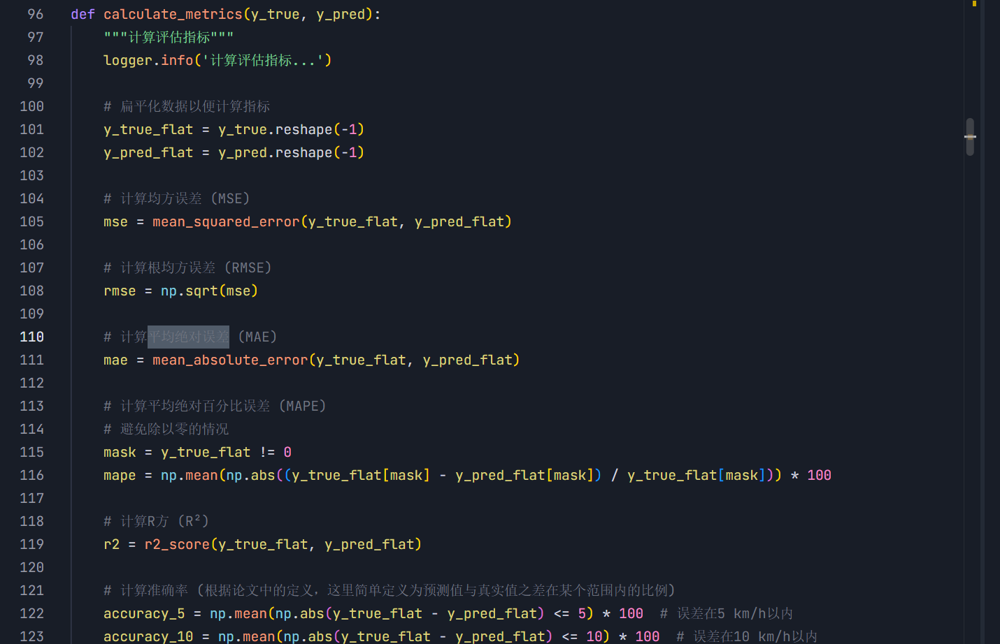 96 def calculate_metrics(y_true, y_pred):
97 """计算评估指标"""
98 logger.info('计算评估指标...')
99
100 # 扁平化数据以便计算指标
101 y_true_flat = y_true.reshape(-1)
102 y_pred_flat = y_pred.reshape(-1)
103
104 # 计算均方误差 (MSE)
105 mse = mean_squared_error(y_true_flat, y_pred_flat)
106
107 # 计算根均方误差 (RMSE)
108 rmse = np.sqrt(mse)
109
110 # 计算平均绝对误差 (MAE)
111 mae = mean_absolute_error(y_true_flat, y_pred_flat)
112
113 # 计算平均绝对百分比误差 (MAPE)
114 # 避免除以零的情况
115 mask = y_true_flat != 0
116 mape = np.mean(np.abs((y_true_flat[mask] - y_pred_flat[mask]) / y_true_flat[mask])) * 100
117
118 # 计算R方 (R²)
119 r2 = r2_score(y_true_flat, y_pred_flat)
120
121 # 计算准确率 (根据论文中的定义，这里简单定义为预测值与真实值之差在某个范围内的比例)
122 accuracy_5 = np.mean(np.abs(y_true_flat - y_pred_flat) <= 5) * 100 # 误差在5 km/h以内
123 accuracy_10 = np.mean(np.abs(y_true_flat - y_pred_flat) <= 10) * 100 # 误差在10 km/h以内